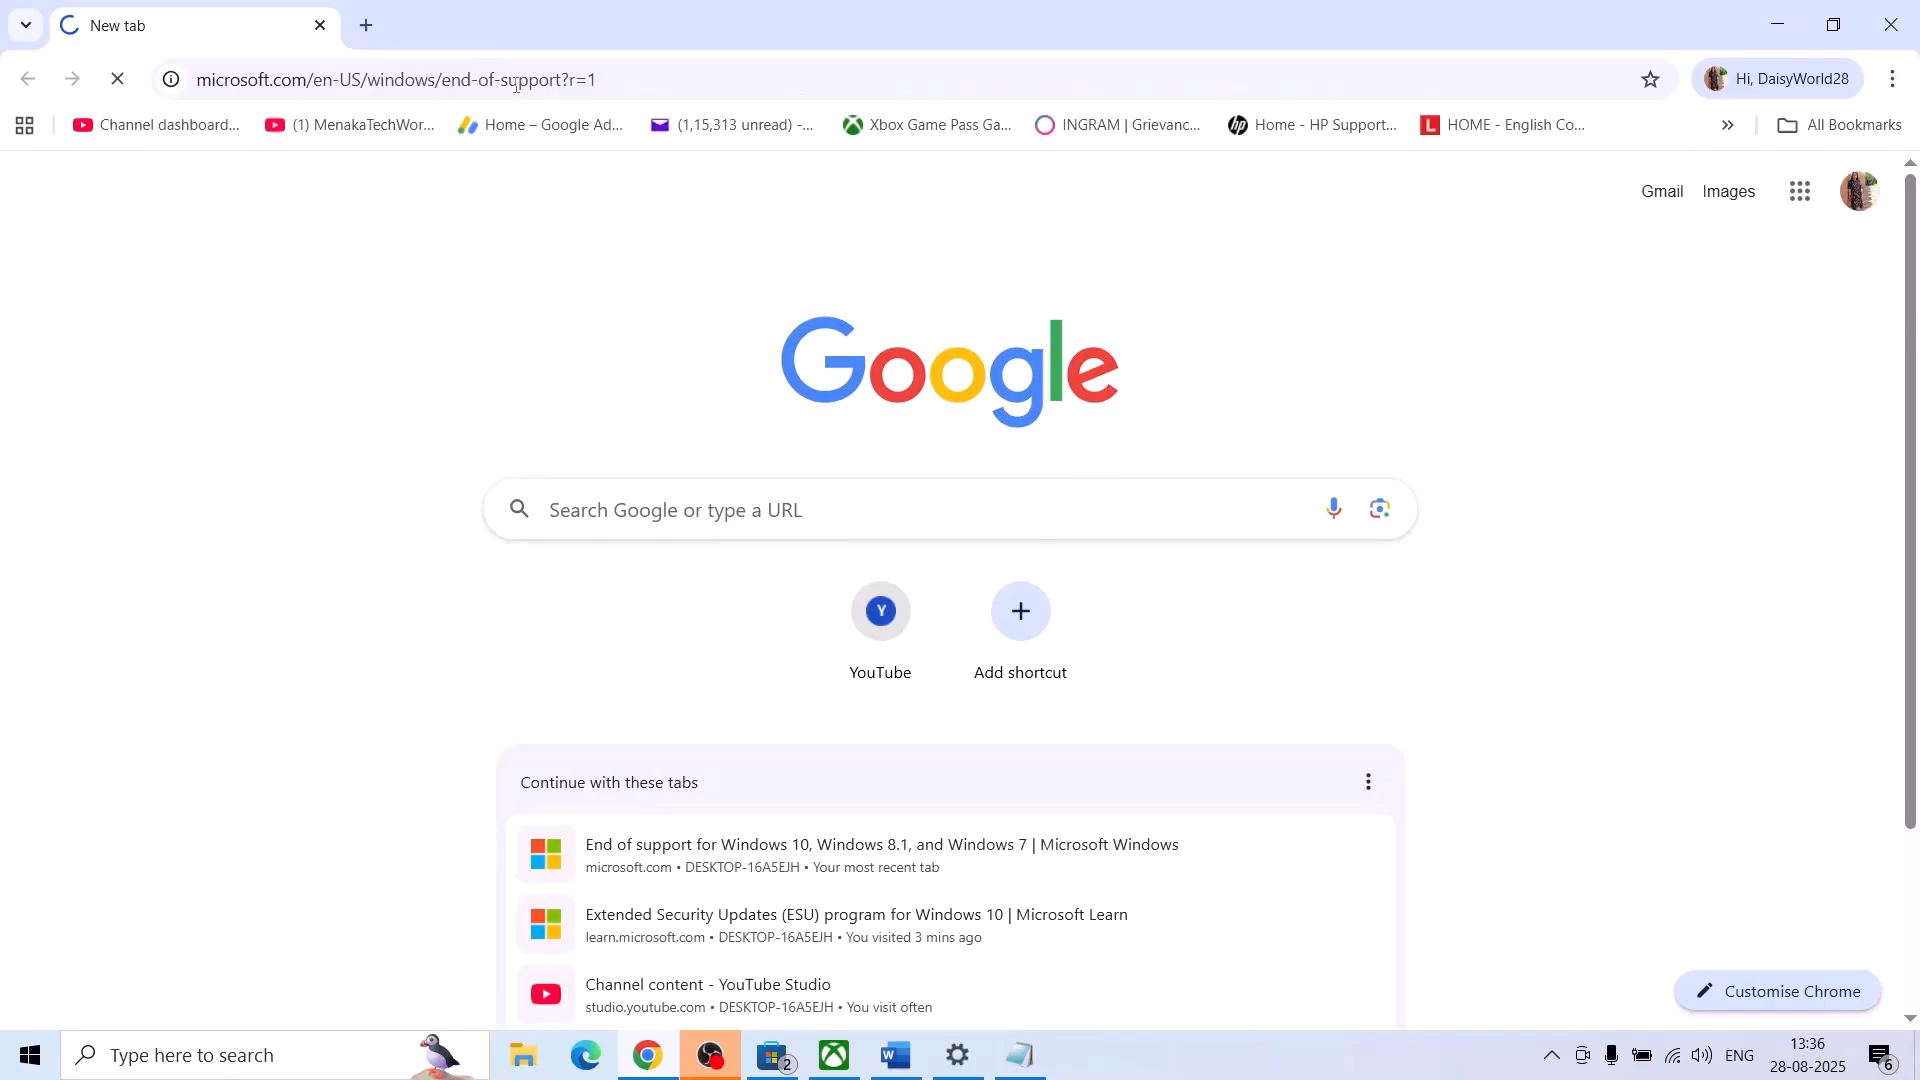 New tab
microsoft.com/en-US/windows/end-of-support?r=1
Hi, DaisyWorld28
Channel dashboard...
(1) MenakaTechWor...
Home – Google Ad...
(1,15,313 unread) -...
Xbox Game Pass Ga...
INGRAM | Grievanc...
Home - HP Support...
HOME - English Co...
All Bookmarks
Gmail
Images
Google
Search Google or type a URL
Y
YouTube
Add shortcut
Continue with these tabs
End of support for Windows 10, Windows 8.1, and Windows 7 | Microsoft Windows
microsoft.com • DESKTOP-16A5EJH • Your most recent tab
Extended Security Updates (ESU) program for Windows 10 | Microsoft Learn
learn.microsoft.com • DESKTOP-16A5EJH • You visited 3 mins ago
Channel content - YouTube Studio
studio.youtube.com • DESKTOP-16A5EJH • You visit often
Customise Chrome
Type here to search
2
W
ENG
13:36
28-08-2025
6